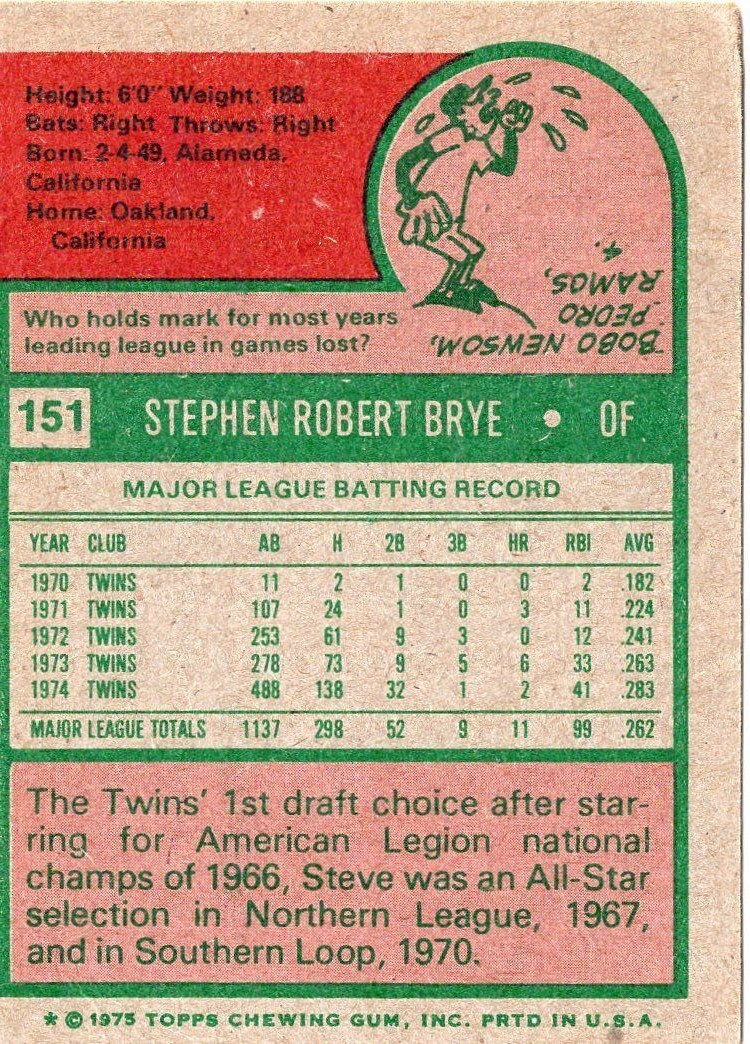 Height: 6'0" Weight: 188
Bats: Right Throws: Right
Born: 2-4-49, Alameda,
California
Home: Oakland,
California
Who holds mark for most years
leading league in games lost?
BOBO NEWSOM,
PEDRO
RAMOS,
4.
151 STEPHEN ROBERT BRYE • OF
MAJOR LEAGUE BATTING RECORD
YEAR CLUB AB H 2B 3B HR RBI AVG
1970 TWINS 11 2 1 0 0 2 .182
1971 TWINS 107 24 1 0 3 11 .224
1972 TWINS 253 61 9 3 0 12 .241
1973 TWINS 278 73 9 5 6 33 .263
1974 TWINS 488 138 32 1 2 41 .283
MAJOR LEAGUE TOTALS 1137 298 52 9 11 99 .262
The Twins' 1st draft choice after star-
ring for American Legion national
champs of 1966, Steve was an All-Star
selection in Northern League, 1967,
and in Southern Loop, 1970.
* © 1975 TOPPS CHEWING GUM, INC. PRTD IN U.S.A.